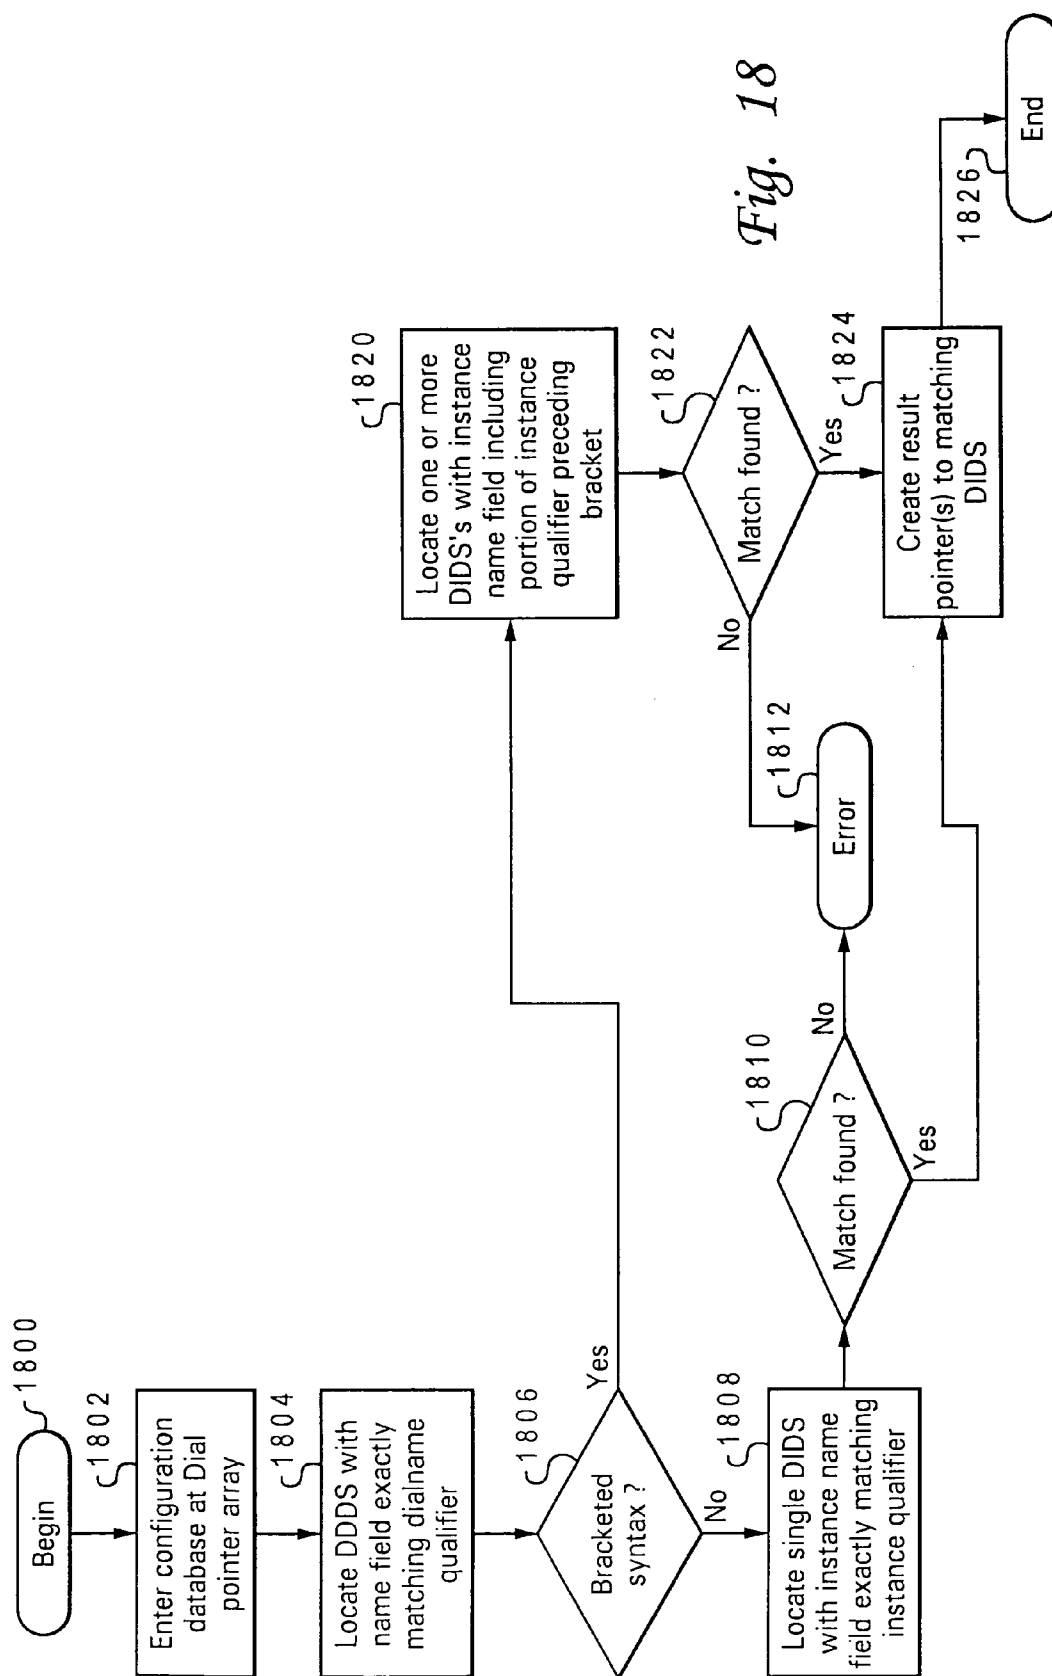 Begin
1800
Enter configuration
database at Dial
pointer array
1802
Locate DDDS with
name field exactly
matching dialname
qualifier
1804
Bracketed
syntax ?
1806
Yes
No
Locate single DIDS
with instance name
field exactly matching
instance qualifier
1808
Match found ?
1810
No
Yes
Error
1812
Locate one or more
DIDS's with instance
name field including
portion of instance
qualifier preceding
bracket
1820
Match found ?
1822
No
Yes
Create result
pointer(s) to matching
DIDS
1824
End
1826
Fig. 18